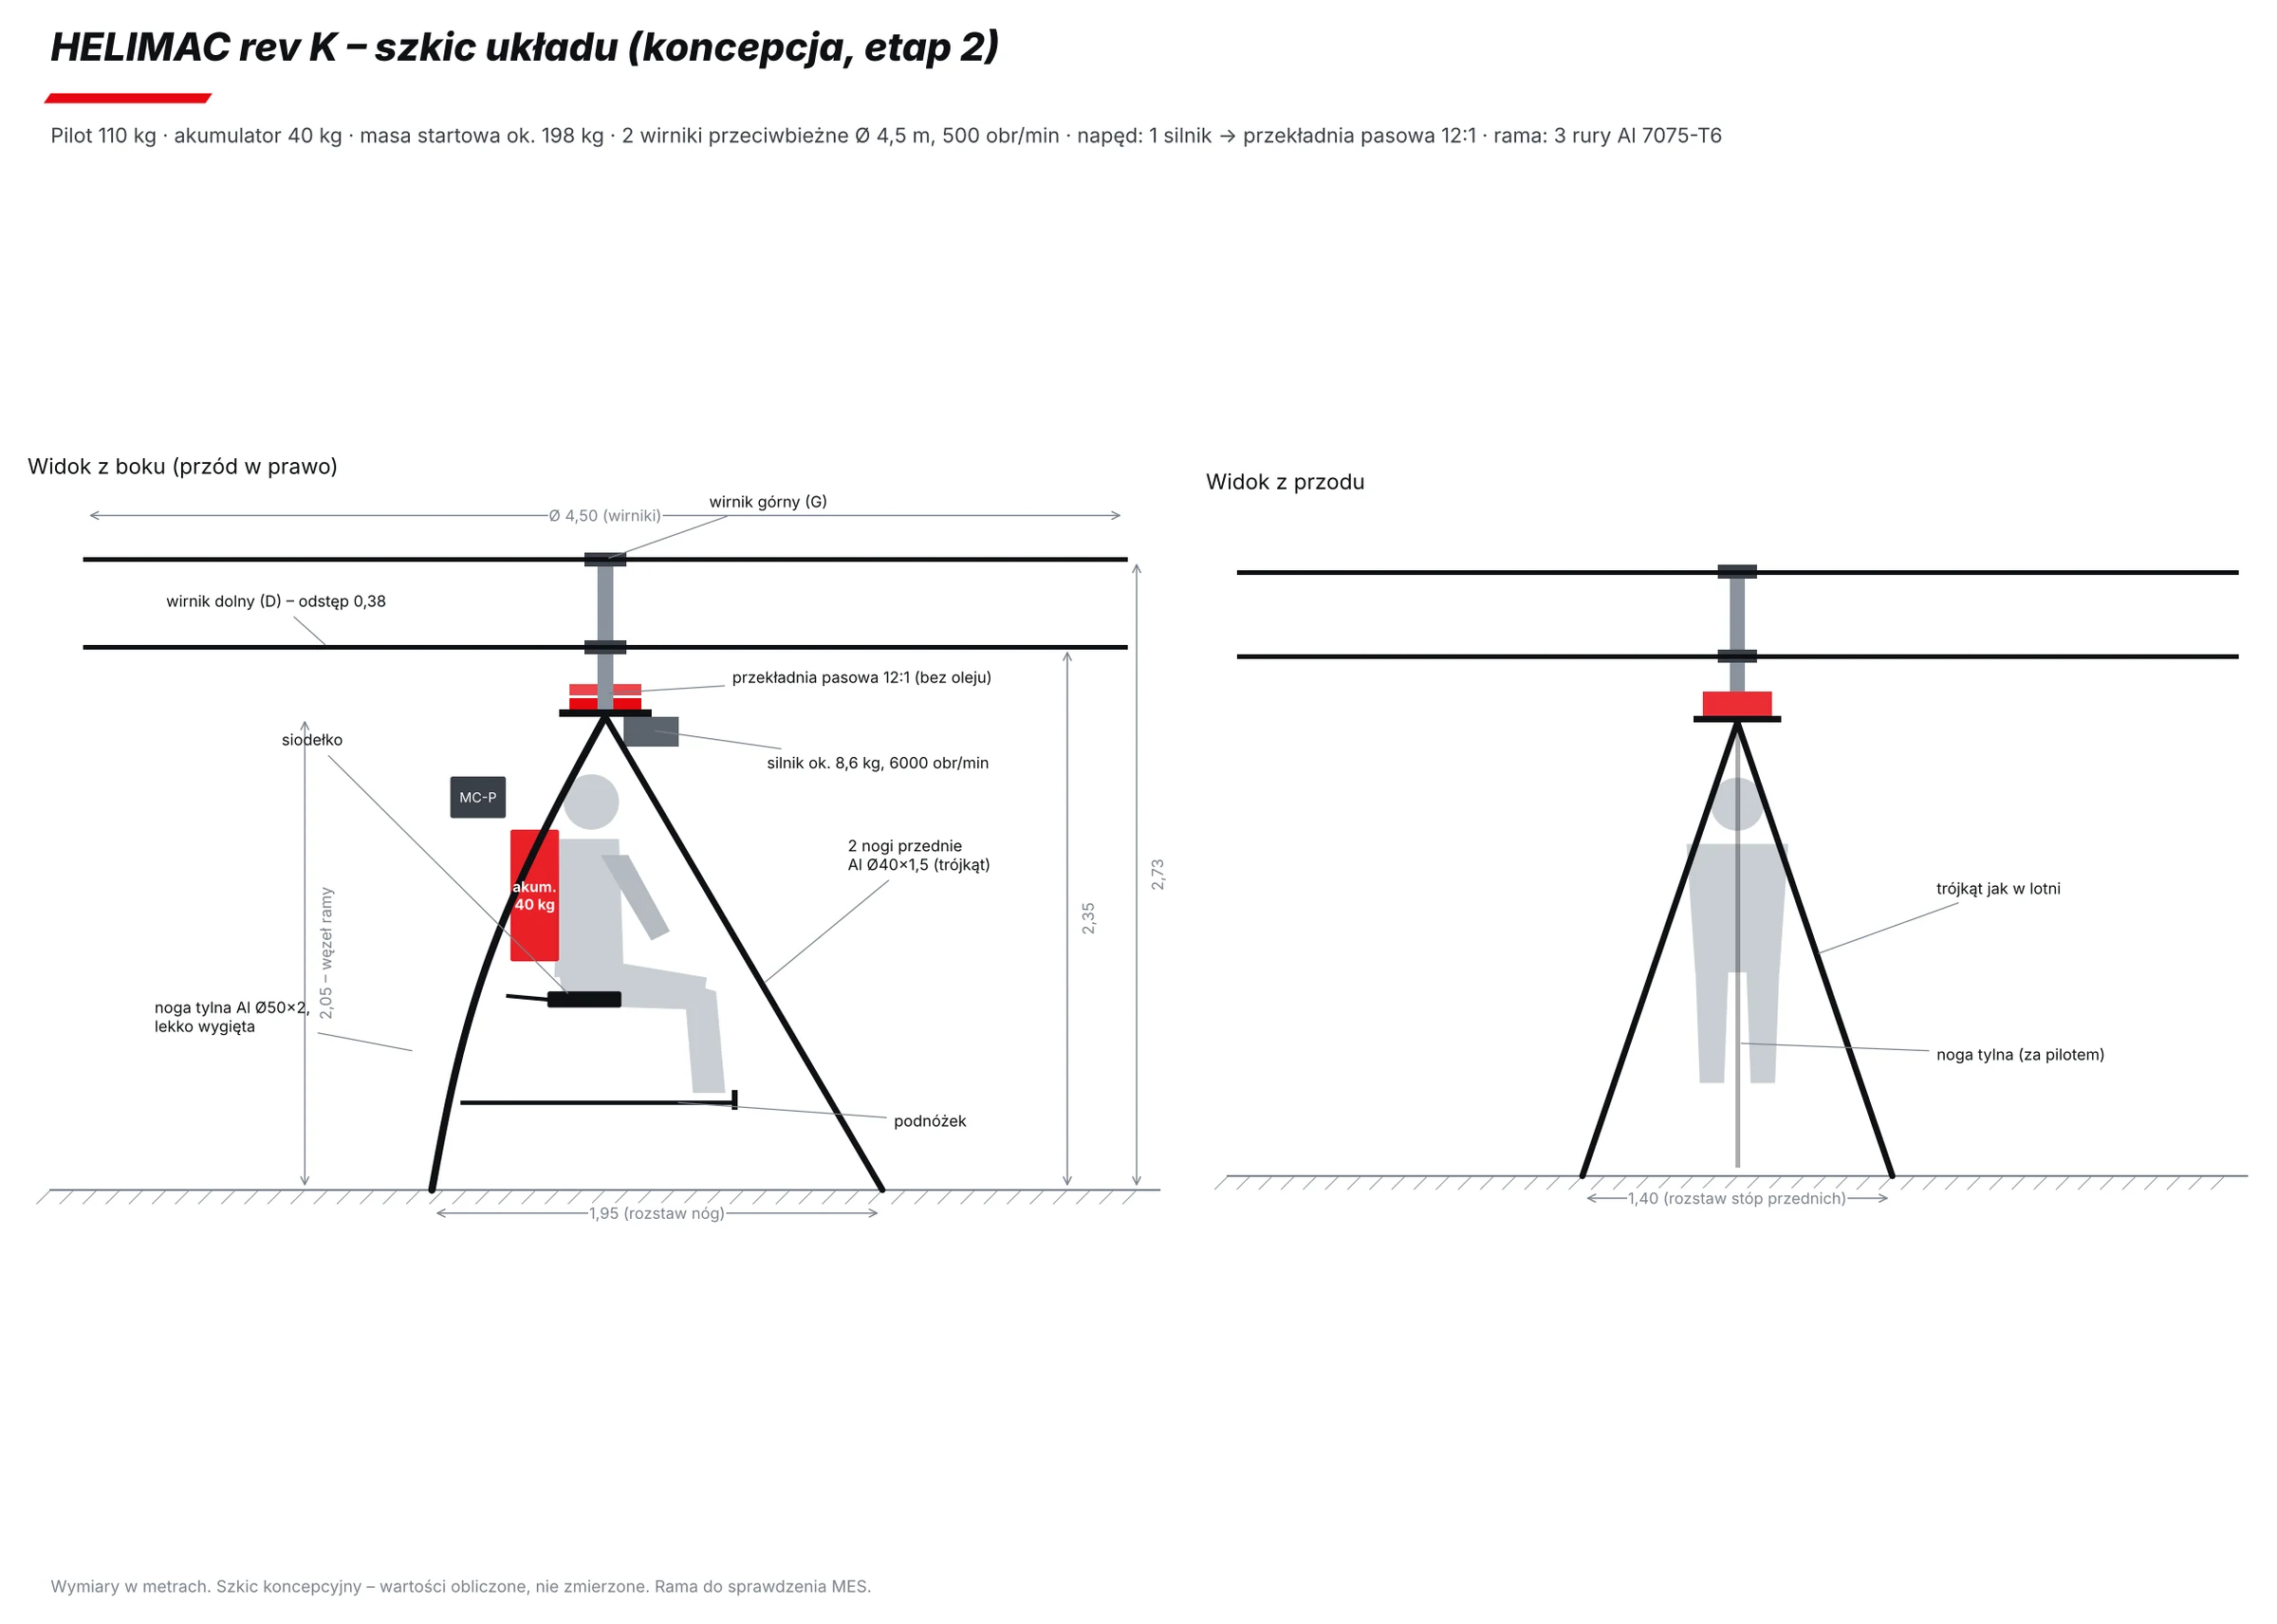 HELIMAC rev K – szkic układu (koncepcja, etap 2)
Pilot 110 kg · akumulator 40 kg · masa startowa ok. 198 kg · 2 wirniki przeciwbieżne Ø 4,5 m, 500 obr/min · napęd: 1 silnik → przekładnia pasowa 12:1 · rama: 3 rury Al 7075-T6
Widok z boku (przód w prawo)
wirnik górny (G)
Ø 4,50 (wirniki)
wirnik dolny (D) – odstęp 0,38
przekładnia pasowa 12:1 (bez oleju)
siodełko
silnik ok. 8,6 kg, 6000 obr/min
MC-P
2 nogi przednie
Al Ø40×1,5 (trójkąt)
akum.
40 kg
2,73
2,35
2,05 – węzeł ramy
noga tylna Al Ø50×2,
lekko wygięta
podnóżek
1,95 (rozstaw nóg)
Widok z przodu
trójkąt jak w lotni
noga tylna (za pilotem)
1,40 (rozstaw stóp przednich)
Wymiary w metrach. Szkic koncepcyjny – wartości obliczone, nie zmierzone. Rama do sprawdzenia MES.